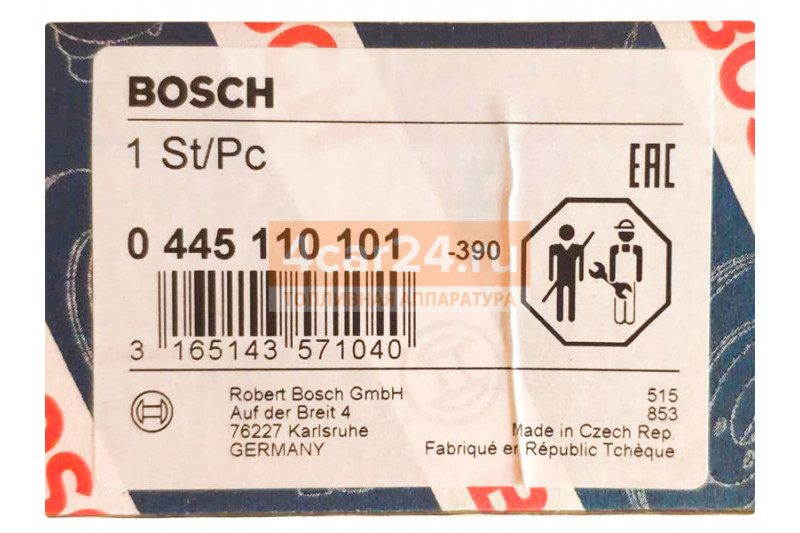 BOSCH
1 St/Pc
EAC
0 445 110 101 -390
4car24.ru
ТОПЛИВНАЯ АППАРАТУРА
3 165143 571040
Robert Bosch GmbH
Auf der Breit 4
76227 Karlsruhe
GERMANY
515
853
Made in Czech Rep.
Fabriqué en République Tchèque